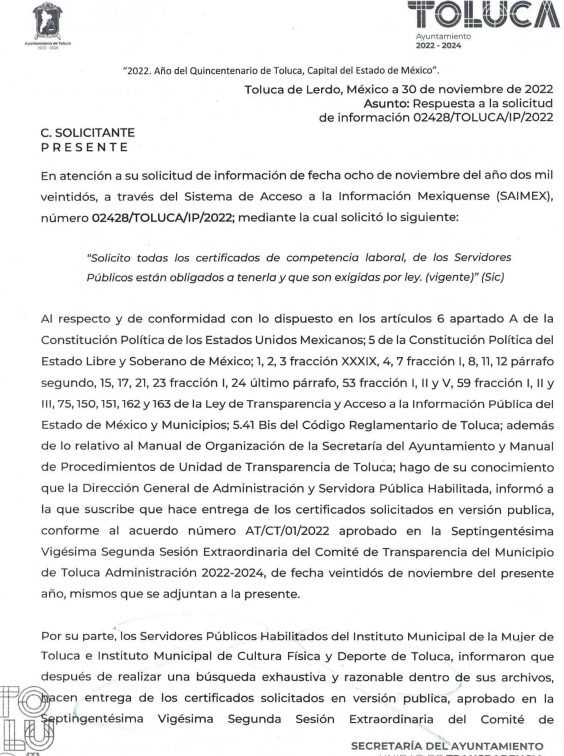 TOLUCA
Ayuntamiento de Toluca
Ayuntamiento
2022 - 2024
“2022. Año del Quincentenario de Toluca, Capital del Estado de México”.
Toluca de Lerdo, México a 30 de noviembre de 2022
Asunto: Respuesta a la solicitud
de información 02428/TOLUCA/IP/2022
C. SOLICITANTE
P R E S E N T E
En atención a su solicitud de información de fecha ocho de noviembre del año dos mil
veintidós, a través del Sistema de Acceso a la Información Mexiquense (SAIMEX),
número 02428/TOLUCA/IP/2022; mediante la cual solicitó lo siguiente:
“Solicito todas los certificados de competencia laboral, de los Servidores
Públicos están obligados a tenerla y que son exigidas por ley. (vigente)” (Sic)
Al respecto y de conformidad con lo dispuesto en los artículos 6 apartado A de la
Constitución Política de los Estados Unidos Mexicanos; 5 de la Constitución Política del
Estado Libre y Soberano de México; 1, 2, 3 fracción XXXIX, 4, 7 fracción I, 8, 11, 12 párrafo
segundo, 15, 17, 21, 23 fracción I, 24 último párrafo, 53 fracción I, II y V, 59 fracción I, II y
III, 75, 150, 151, 162 y 163 de la Ley de Transparencia y Acceso a la Información Pública del
Estado de México y Municipios; 5.41 Bis del Código Reglamentario de Toluca; además
de lo relativo al Manual de Organización de la Secretaría del Ayuntamiento y Manual
de Procedimientos de Unidad de Transparencia de Toluca; hago de su conocimiento
que la Dirección General de Administración y Servidora Pública Habilitada, informó a
la que suscribe que hace entrega de los certificados solicitados en versión publica,
conforme al acuerdo número AT/CT/01/2022 aprobado en la Septingentésima
Vigésima Segunda Sesión Extraordinaria del Comité de Transparencia del Municipio
de Toluca Administración 2022-2024, de fecha veintidós de noviembre del presente
año, mismos que se adjuntan a la presente.
Por su parte, los Servidores Públicos Habilitados del Instituto Municipal de la Mujer de
Toluca e Instituto Municipal de Cultura Física y Deporte de Toluca, informaron que
después de realizar una búsqueda exhaustiva y razonable dentro de sus archivos,
hacen entrega de los certificados solicitados en versión publica, aprobado en la
Septingentésima Vigésima Segunda Sesión Extraordinaria del Comité de
TO
LU
SECRETARÍA DEL AYUNTAMIENTO
UNIDAD DE TRANSPARENCIA